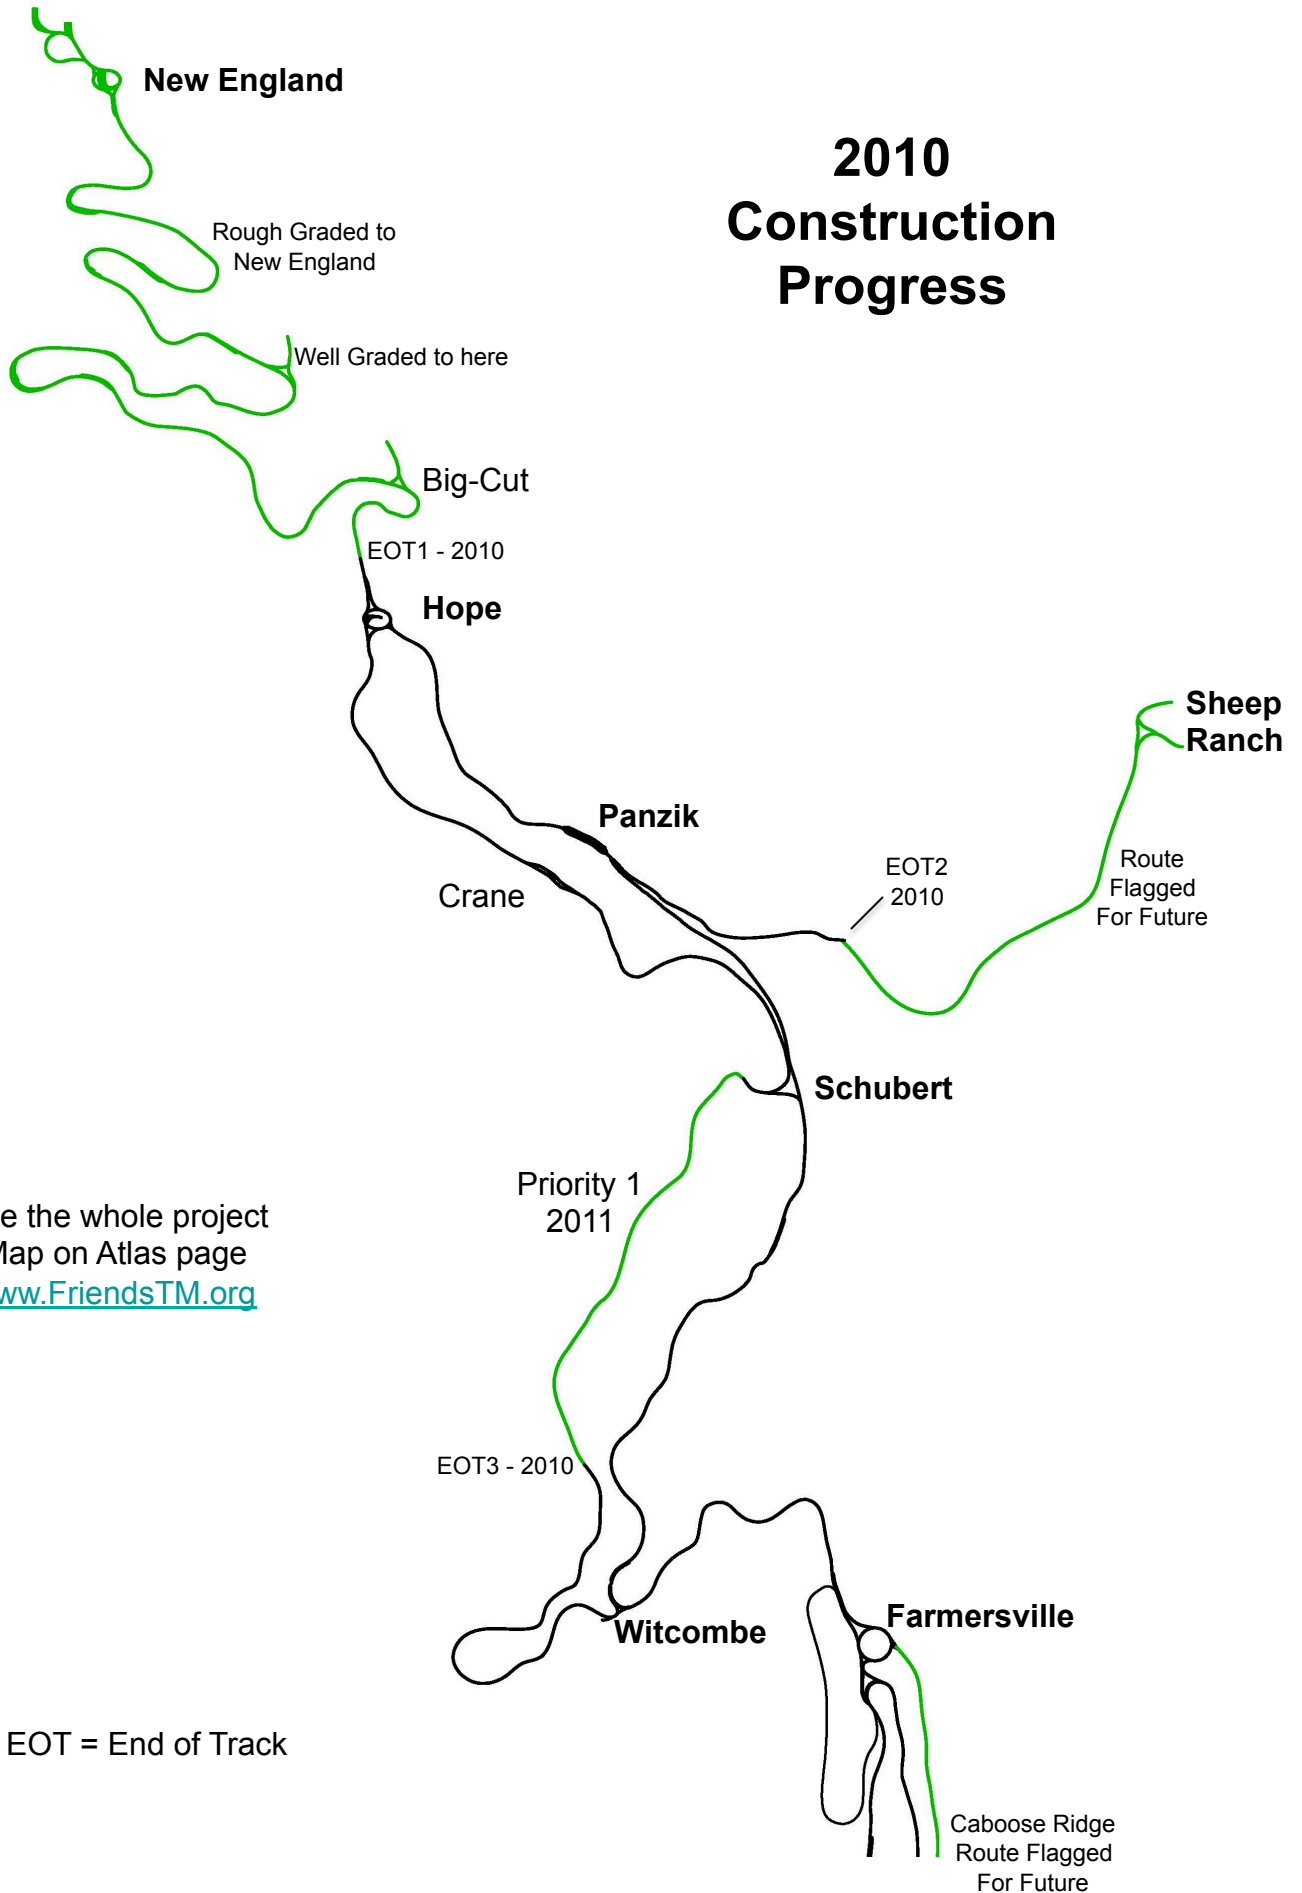 New England
2010
Construction
Progress
Rough Graded to
New England
Well Graded to here
Big-Cut
EOT1 - 2010
Hope
Sheep
Ranch
Panzik
EOT2
2010
Route
Flagged
For Future
Crane
Schubert
Priority 1
2011
e the whole project
Map on Atlas page
ww.FriendsTM.org
EOT3 - 2010
Farmersville
Witcombe
EOT = End of Track
Caboose Ridge
Route Flagged
For Future